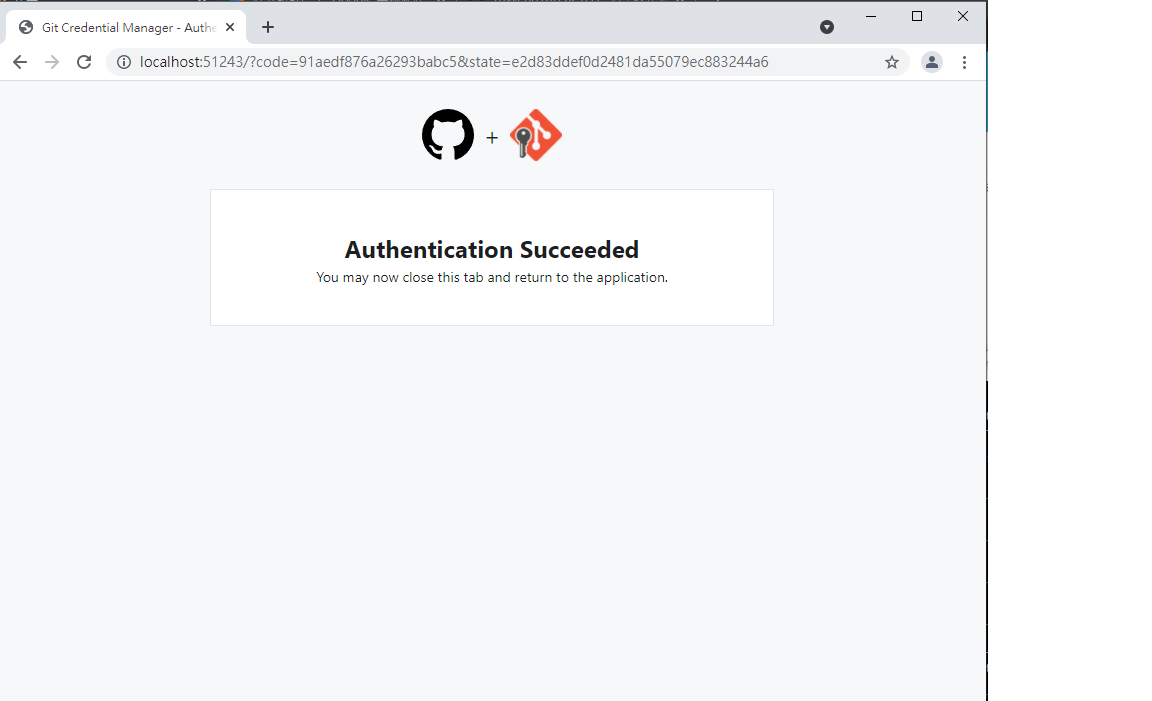 Git Credential Manager - Authe
localhost:51243/?code=91aedf876a26293babc5&state=e2d83ddef0d2481da55079ec883244a6
+
Authentication Succeeded
You may now close this tab and return to the application.